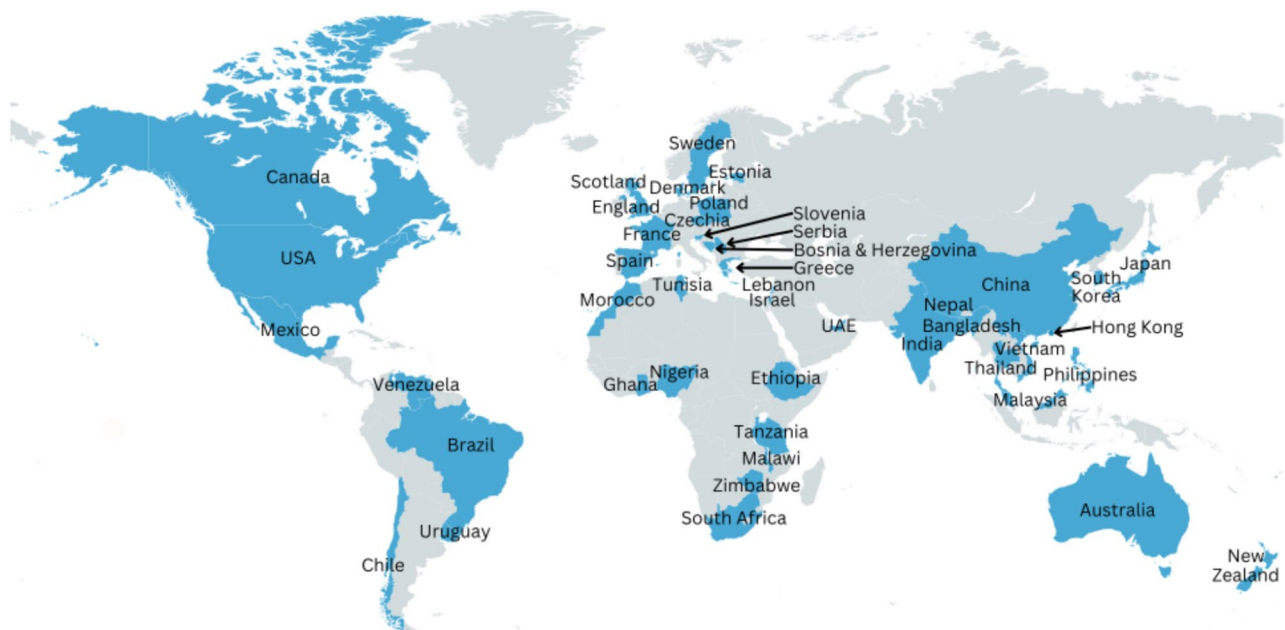 Sweden
Canada
Scotland
Estonia
Denmark
England
Poland
Czechia
Slovenia
France
Serbia
USA
Spain
Bosnia & Herzegovina
Greece
Japan
Tunisia
Lebanon
China
South
Korea
Morocco
Israel
Nepal
Mexico
UAE
Bangladesh
Hong Kong
India
Vietnam
Venezuela
Ghana
Nigeria
Ethiopia
Thailand
Philippines
Malaysia
Brazil
Tanzania
Malawi
Zimbabwe
Uruguay
South Africa
Australia
Chile
New
Zealand